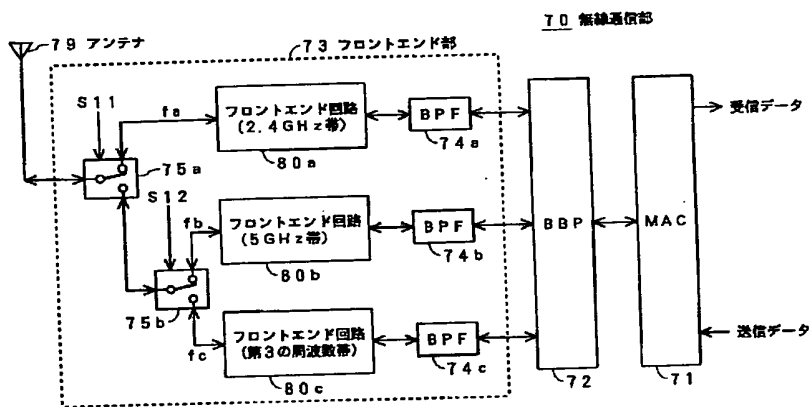 70 無線通信部
79 アンテナ
73 フロントエンド部
S11
fa
フロントエンド回路
(2.4GHz帯)
80a
BPF
74a
75a
S12
fb
フロントエンド回路
(5GHz帯)
80b
BPF
74b
75b
fc
フロントエンド回路
(第3の周波数帯)
80c
BPF
74c
BBP
72
MAC
71
受信データ
送信データ